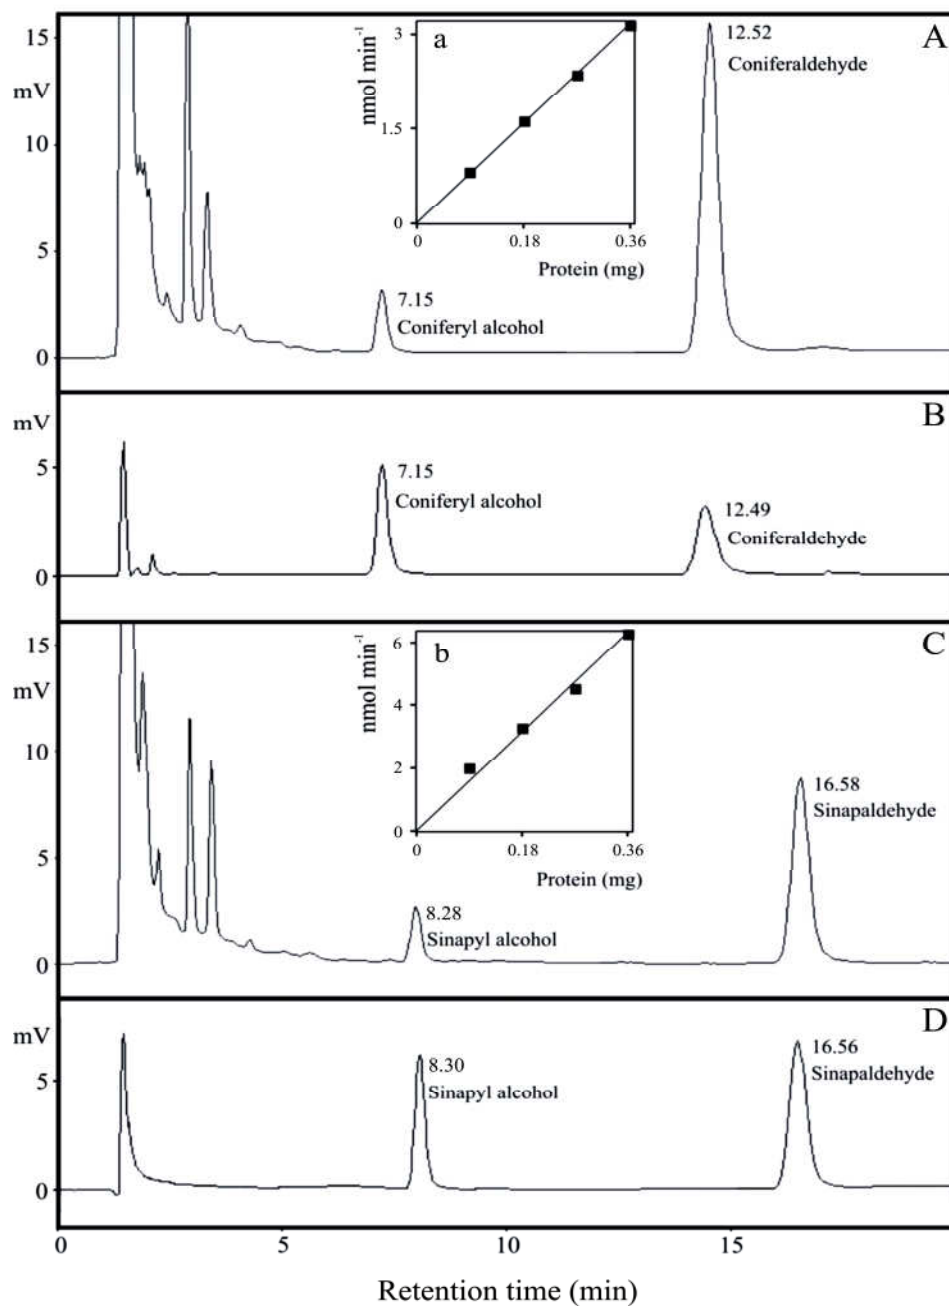 A
15
mV
10
5
0
a
nmol min⁻¹
3
1.5
0
0
0.18
0.36
Protein (mg)
7.15
Coniferyl alcohol
12.52
Coniferaldehyde
B
mV
5
0
7.15
Coniferyl alcohol
12.49
Coniferaldehyde
C
15
mV
10
5
0
b
nmol min⁻¹
6
4
2
0
0
0.18
0.36
Protein (mg)
8.28
Sinapyl alcohol
16.58
Sinapaldehyde
D
mV
5
0
8.30
Sinapyl alcohol
16.56
Sinapaldehyde
0
5
10
15
Retention time (min)